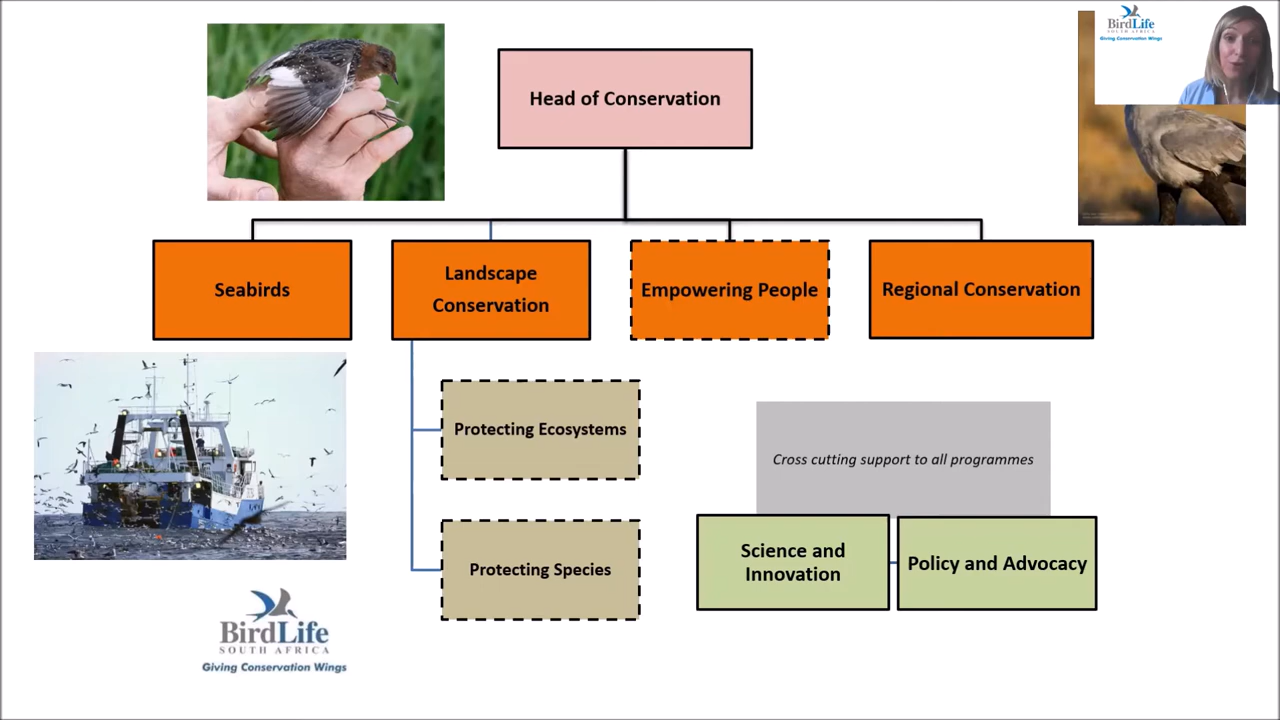 BirdLife
SOUTH AFRICA
Giving Conservation Wings
Head of Conservation
Seabirds
Landscape
Conservation
Empowering People
Regional Conservation
Protecting Ecosystems
Cross cutting support to all programmes
Science and
Innovation
Policy and Advocacy
Protecting Species
BirdLife
SOUTH AFRICA
Giving Conservation Wings